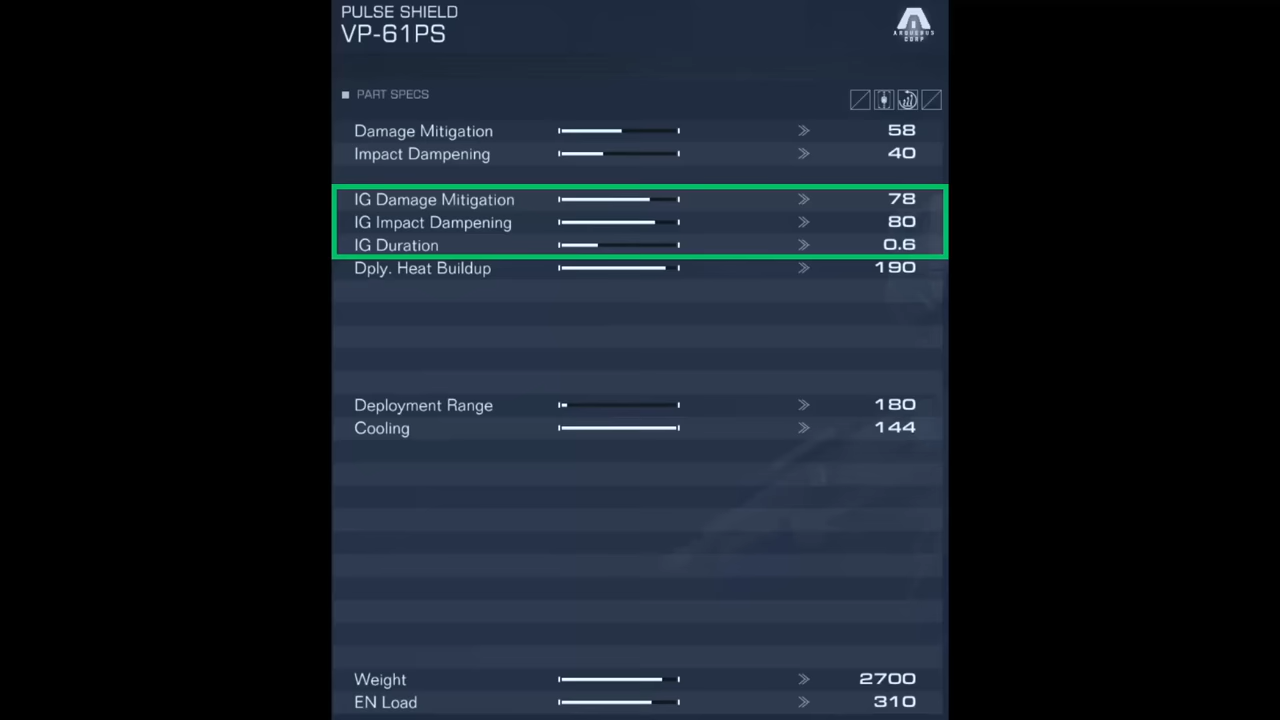 PULSE SHIELD
VP-61PS
ARQUEBUS
CORP
PART SPECS
Damage Mitigation 58
Impact Dampening 40
IG Damage Mitigation 78
IG Impact Dampening 80
IG Duration 0.6
Dply. Heat Buildup 190
Deployment Range 180
Cooling 144
Weight 2700
EN Load 310